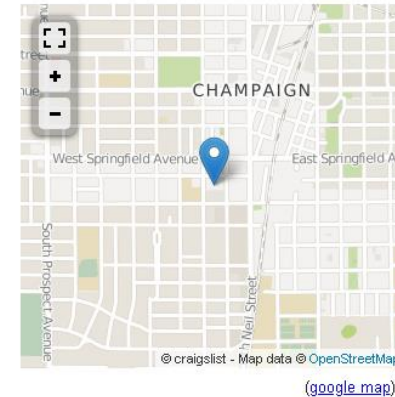 CHAMPAIGN
+
-
West Springfield Avenue
East Springfield A
South Prospect Avenue
Neil Street
© craigslist - Map data © OpenStreetMap
(google map)